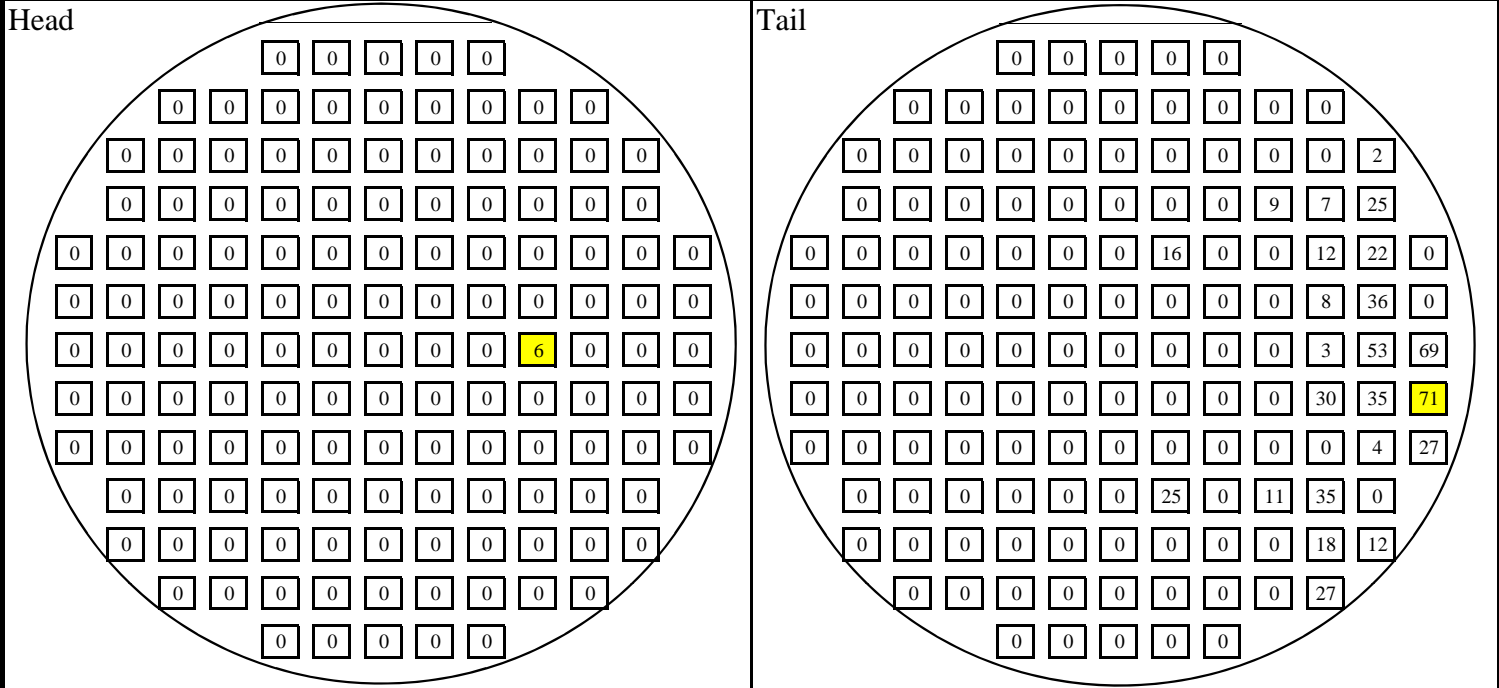 Head
0 0 0 0 0
0 0 0 0 0 0 0 0 0
0 0 0 0 0 0 0 0 0 0 0
0 0 0 0 0 0 0 0 0 0 0
0 0 0 0 0 0 0 0 0 0 0 0 0
0 0 0 0 0 0 0 0 0 0 0 0 0
0 0 0 0 0 0 0 0 0 6 0 0 0
0 0 0 0 0 0 0 0 0 0 0 0 0
0 0 0 0 0 0 0 0 0 0 0 0 0
0 0 0 0 0 0 0 0 0 0 0
0 0 0 0 0 0 0 0 0 0 0
0 0 0 0 0 0 0 0 0
0 0 0 0 0
Tail
0 0 0 0 0
0 0 0 0 0 0 0 0 0
0 0 0 0 0 0 0 0 0 0 2
0 0 0 0 0 0 0 0 9 7 25
0 0 0 0 0 0 0 16 0 0 12 22 0
0 0 0 0 0 0 0 0 0 0 8 36 0
0 0 0 0 0 0 0 0 0 0 3 53 69
0 0 0 0 0 0 0 0 0 0 30 35 71
0 0 0 0 0 0 0 0 0 0 0 4 27
0 0 0 0 0 0 25 0 11 35 0
0 0 0 0 0 0 0 0 0 18 12
0 0 0 0 0 0 0 0 27
0 0 0 0 0